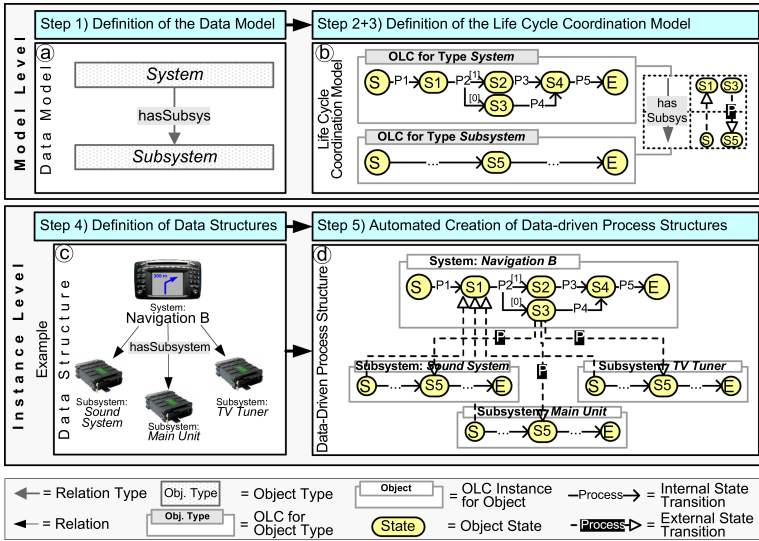 Model Level
Step 1) Definition of the Data Model
Step 2+3) Definition of the Life Cycle Coordination Model
a
Data Model
System
hasSubsys
Subsystem
b
Life Cycle
Coordination Model
OLC for Type System
S P1 S1 P2 [1] S2 P3 S4 P5 E
[0] S3 P4
OLC for Type Subsystem
S ... S5 ... E
has
Subsys
S1 S3
P
S S5
Instance Level
Step 4) Definition of Data Structures
Step 5) Automated Creation of Data-driven Process Structures
c
Example
Data Structure
300 m
System:
Navigation B
hasSubsystem
Subsystem:
Sound
System
Subsystem:
Main Unit
Subsystem:
TV Tuner
d
Data-Driven Process Structure
System: Navigation B
S P1 S1 P2 [1] S2 P3 S4 P5 E
[0] S3 P4
P P
P
Subsystem: Sound System
S ... S5 ... E
Subsystem: TV Tuner
S ... S5 ... E
Subsystem: Main Unit
S ... S5 ... E
= Relation Type
Obj. Type
= Object Type
Object
= OLC Instance
for Object
Process
= Internal State
Transition
= Relation
Obj. Type
= OLC for
Object Type
State
= Object State
Process
= External State
Transition